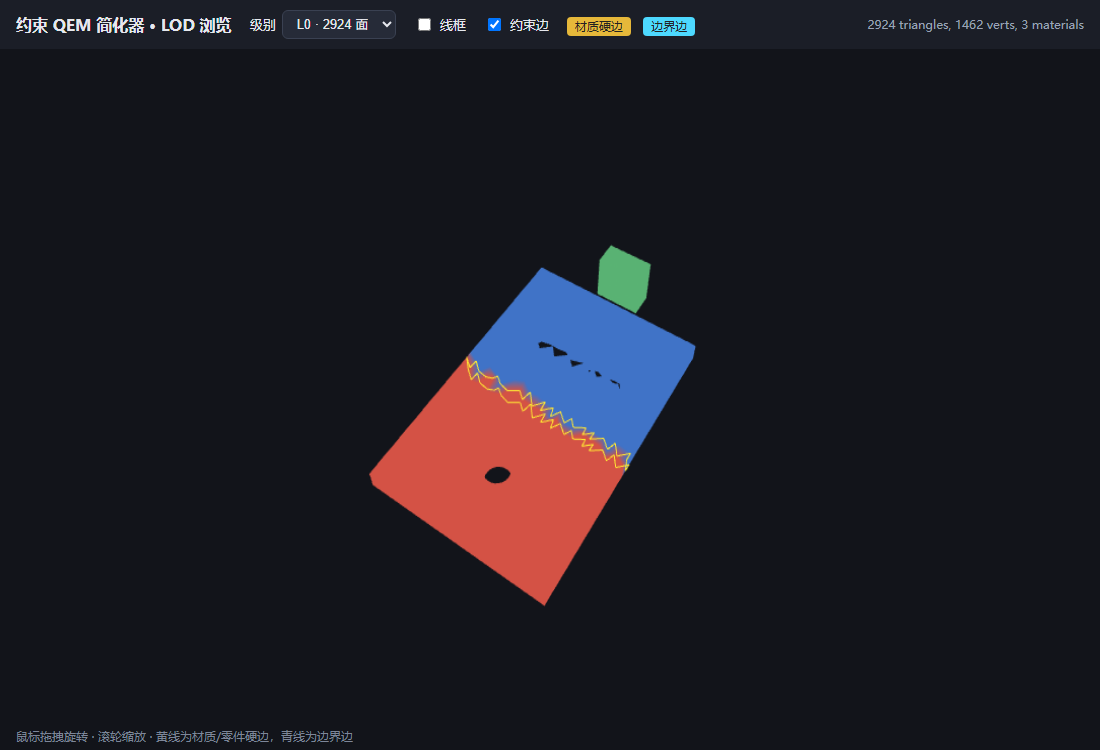 约束 QEM 简化器 • LOD 浏览 级别 L0 · 2924 面 线框 约束边 材质硬边 边界边 2924 triangles, 1462 verts, 3 materials
鼠标拖拽旋转 · 滚轮缩放 · 黄线为材质/零件硬边，青线为边界边